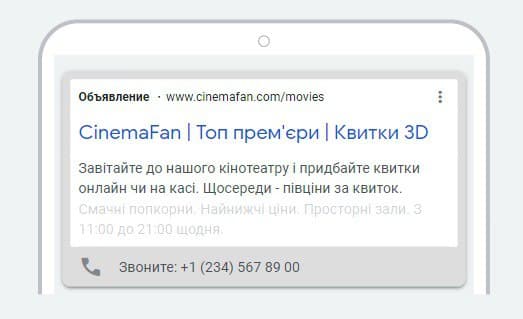 Объявление · www.cinemafan.com/movies
CinemaFan | Топ прем'єри | Квитки 3D
Завітайте до нашого кінотеатру і придбайте квитки
онлайн чи на касі. Щосереди - півціни за квиток.
Смачні попкорни. Найнижчі ціни. Просторні зали. З
11:00 до 21:00 щодня.
Звоните: +1 (234) 567 89 00